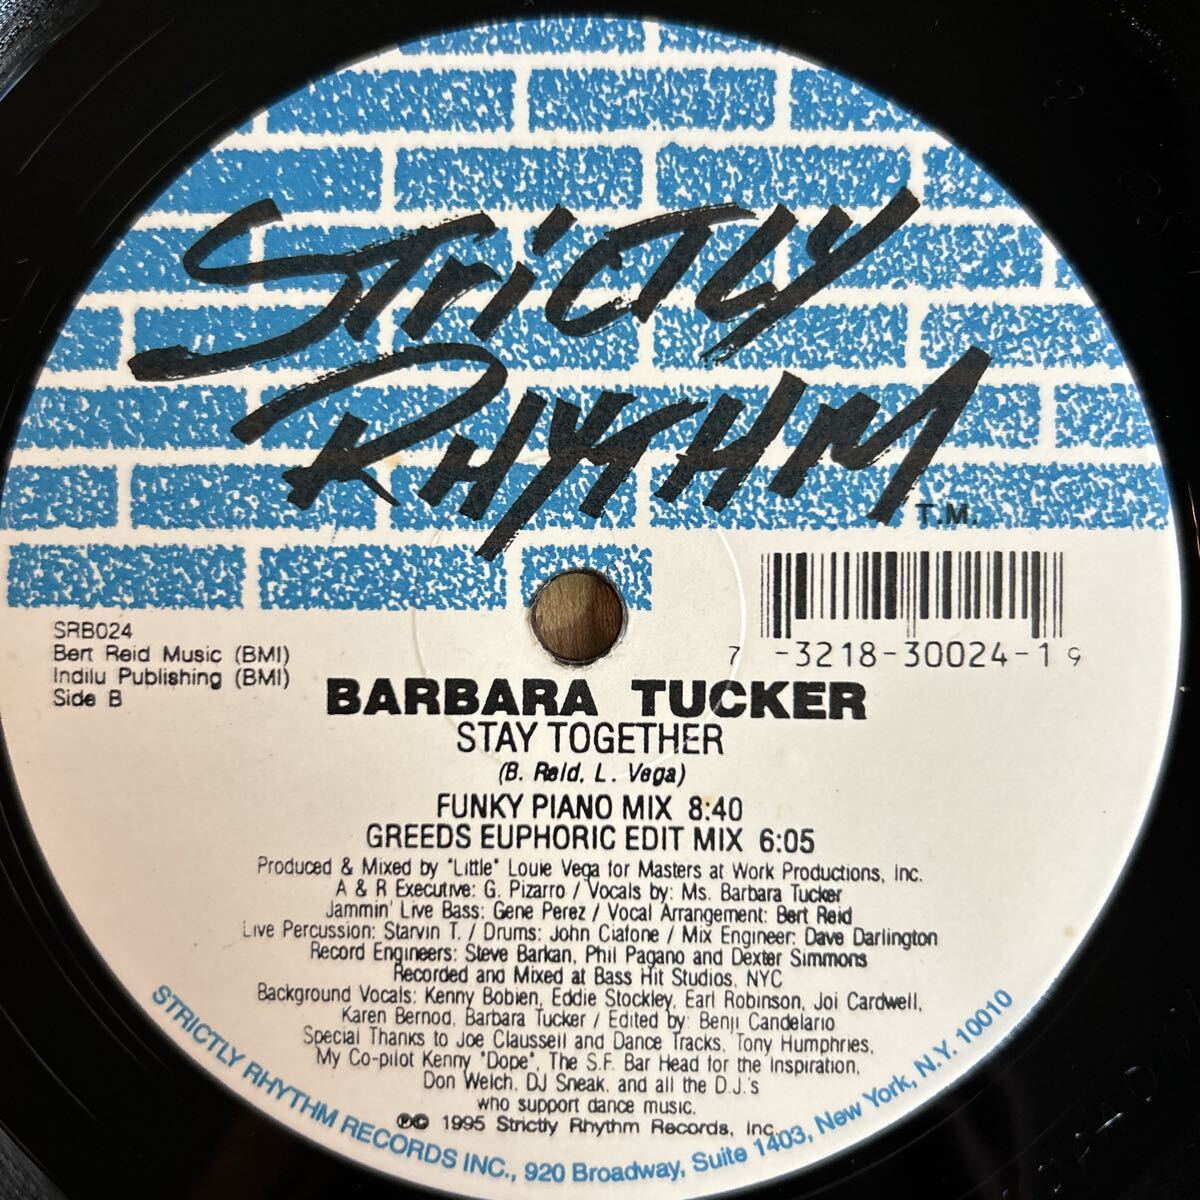 STRICTLY
RHYTHM
T.M.
SRB024
Bert Reid Music (BMI)
Indilu Publishing (BMI)
Side B
7 -3218-30024-1 9
BARBARA TUCKER
STAY TOGETHER
(B. Reid, L. Vega)
FUNKY PIANO MIX 8:40
GREEDS EUPHORIC EDIT MIX 6:05
Produced & Mixed by "Little" Louie Vega for Masters at Work Productions, Inc.
A & R Executive: G. Pizarro / Vocals by: Ms. Barbara Tucker
Jammin' Live Bass: Gene Perez / Vocal Arrangement: Bert Reid
Live Percussion: Starvin T. / Drums: John Ciafone / Mix Engineer: Dave Darlington
Record Engineers: Steve Barkan, Phil Pagano and Dexter Simmons
Recorded and Mixed at Bass Hit Studios, NYC
Background Vocals: Kenny Bobien, Eddie Stockley, Earl Robinson, Joi Cardwell,
Karen Bernod, Barbara Tucker / Edited by: Benji Candelario
Special Thanks to Joe Claussell and Dance Tracks, Tony Humphries,
My Co-pilot Kenny "Dope", The S.F. Bar Head for the Inspiration,
Don Welch, DJ Sneak, and all the D.J.'s
who support dance music.
℗© 1995 Strictly Rhythm Records, Inc.
STRICTLY RHYTHM RECORDS INC., 920 Broadway, Suite 1403, New York, N.Y. 10010